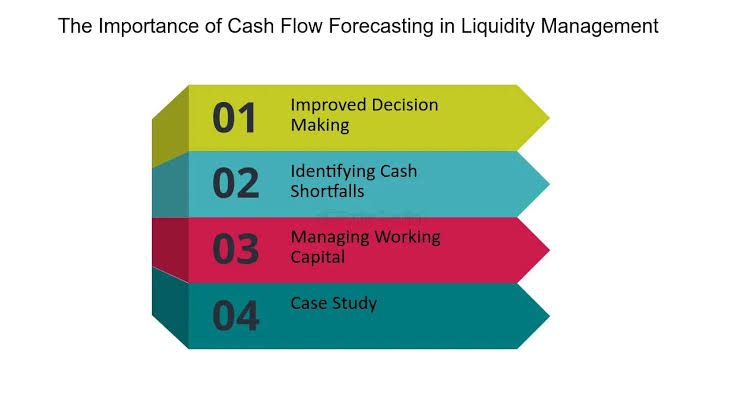 The Importance of Cash Flow Forecasting in Liquidity Management
01
Improved Decision
Making
02
Identifying Cash
Shortfalls
03
Managing Working
Capital
04
Case Study